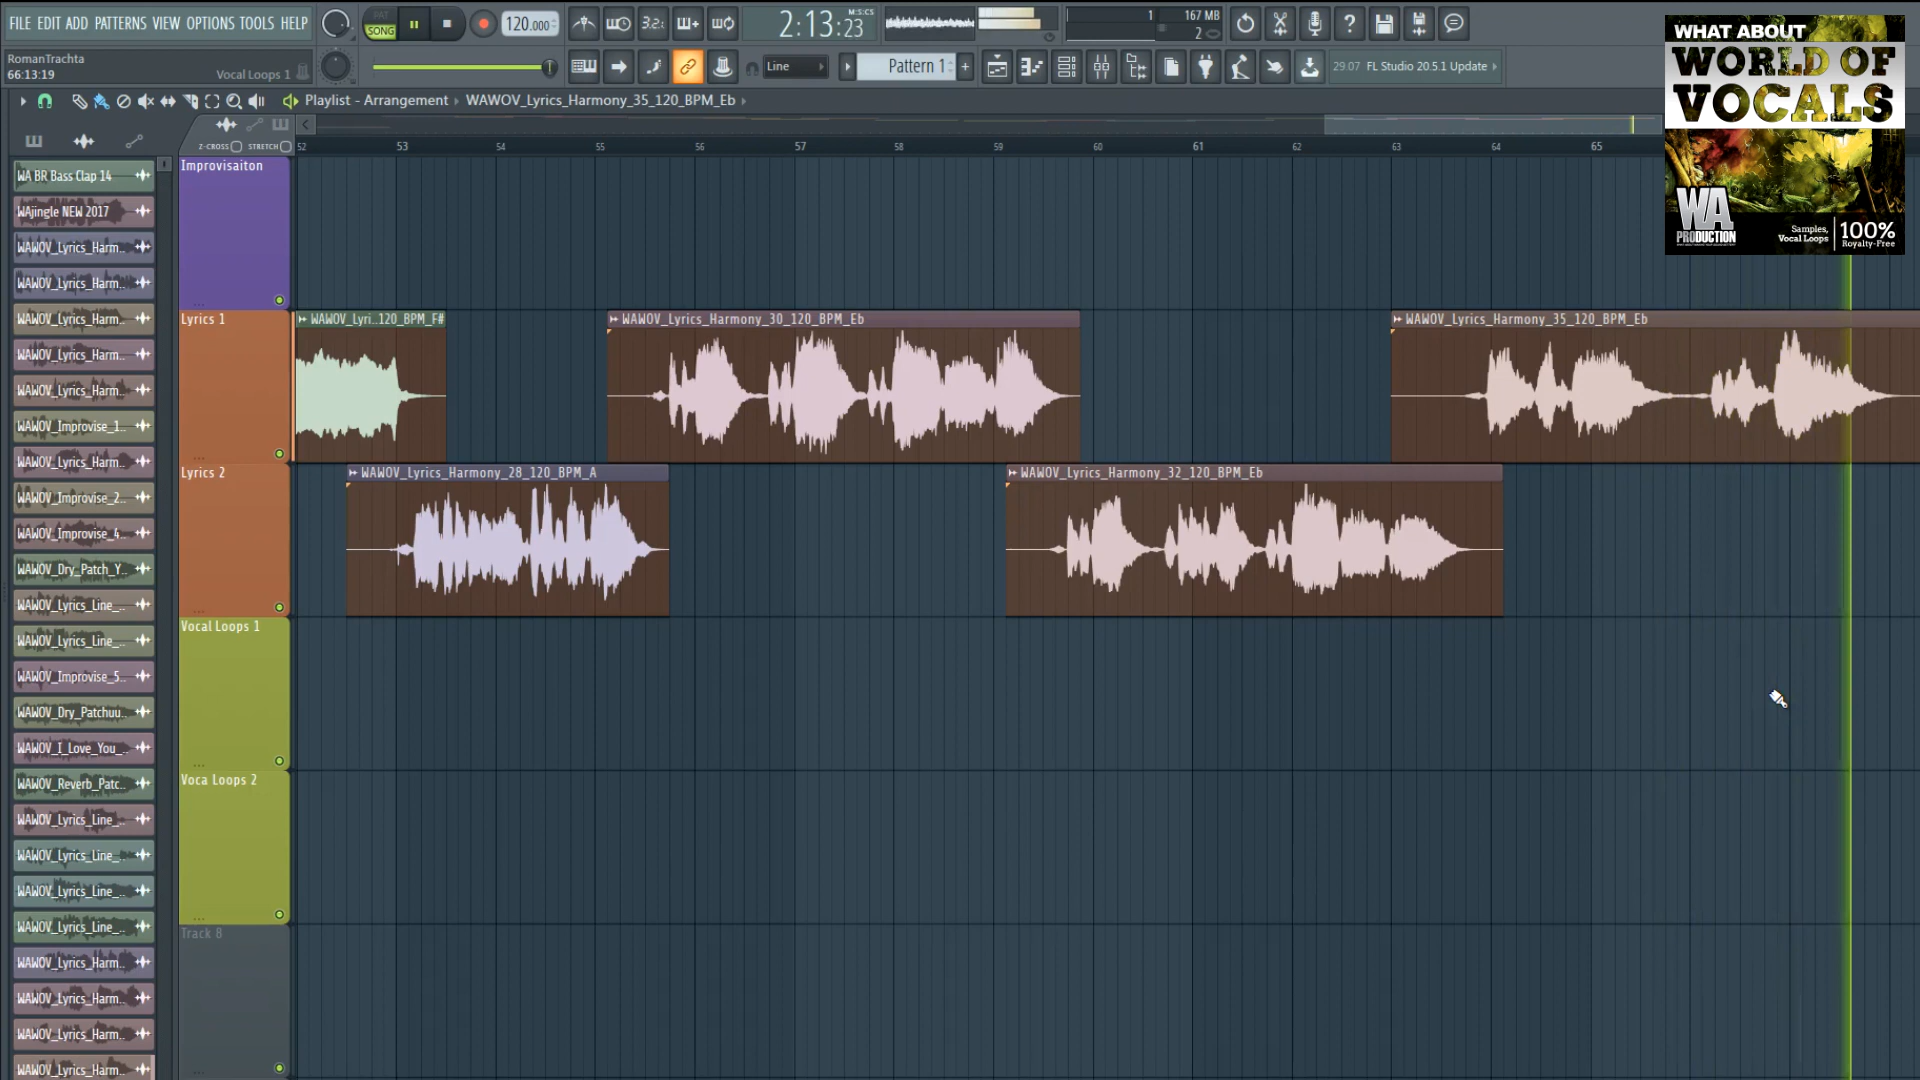 FILE EDIT ADD PATTERNS VIEW OPTIONS TOOLS HELP
PAT
SONG
120.000
3.2.
M:S:CS
2:13:23
1
167 MB
2
RomanTrachta
66:13:19
Vocal Loops 1
Line
Pattern 1
+
29.07 FL Studio 20.5.1 Update
Playlist - Arrangement
WAWOV_Lyrics_Harmony_35_120_BPM_Eb
WHAT ABOUT
WORLD OF
VOCALS
WA
PRODUCTION
Samples,
Vocal Loops
100%
Royalty-Free
Z-CROSS
STRETCH
52
53
54
55
56
57
58
59
60
61
62
63
64
65
WA BR Bass Clap 14
WAjingle NEW 2017
WAWOV_Lyrics_Harm..
WAWOV_Lyrics_Harm..
WAWOV_Lyrics_Harm..
WAWOV_Lyrics_Harm..
WAWOV_Lyrics_Harm..
WAWOV_Improvise_1..
WAWOV_Lyrics_Harm..
WAWOV_Improvise_2..
WAWOV_Improvise_4..
WAWOV_Dry_Patch_Y..
WAWOV_Lyrics_Line_..
WAWOV_Lyrics_Line_..
WAWOV_Improvise_5..
WAWOV_Dry_Patchuu..
WAWOV_I_Love_You_..
WAWOV_Reverb_Patc..
WAWOV_Lyrics_Line_..
WAWOV_Lyrics_Line_..
WAWOV_Lyrics_Line_..
WAWOV_Lyrics_Line_..
WAWOV_Lyrics_Harm..
WAWOV_Lyrics_Harm..
WAWOV_Lyrics_Harm..
WAWOV_Lyrics_Harm..
Improvisaiton
Lyrics 1
WAWOV_Lyri..120_BPM_F#
WAWOV_Lyrics_Harmony_30_120_BPM_Eb
WAWOV_Lyrics_Harmony_35_120_BPM_Eb
Lyrics 2
WAWOV_Lyrics_Harmony_28_120_BPM_A
WAWOV_Lyrics_Harmony_32_120_BPM_Eb
Vocal Loops 1
Voca Loops 2
Track 8